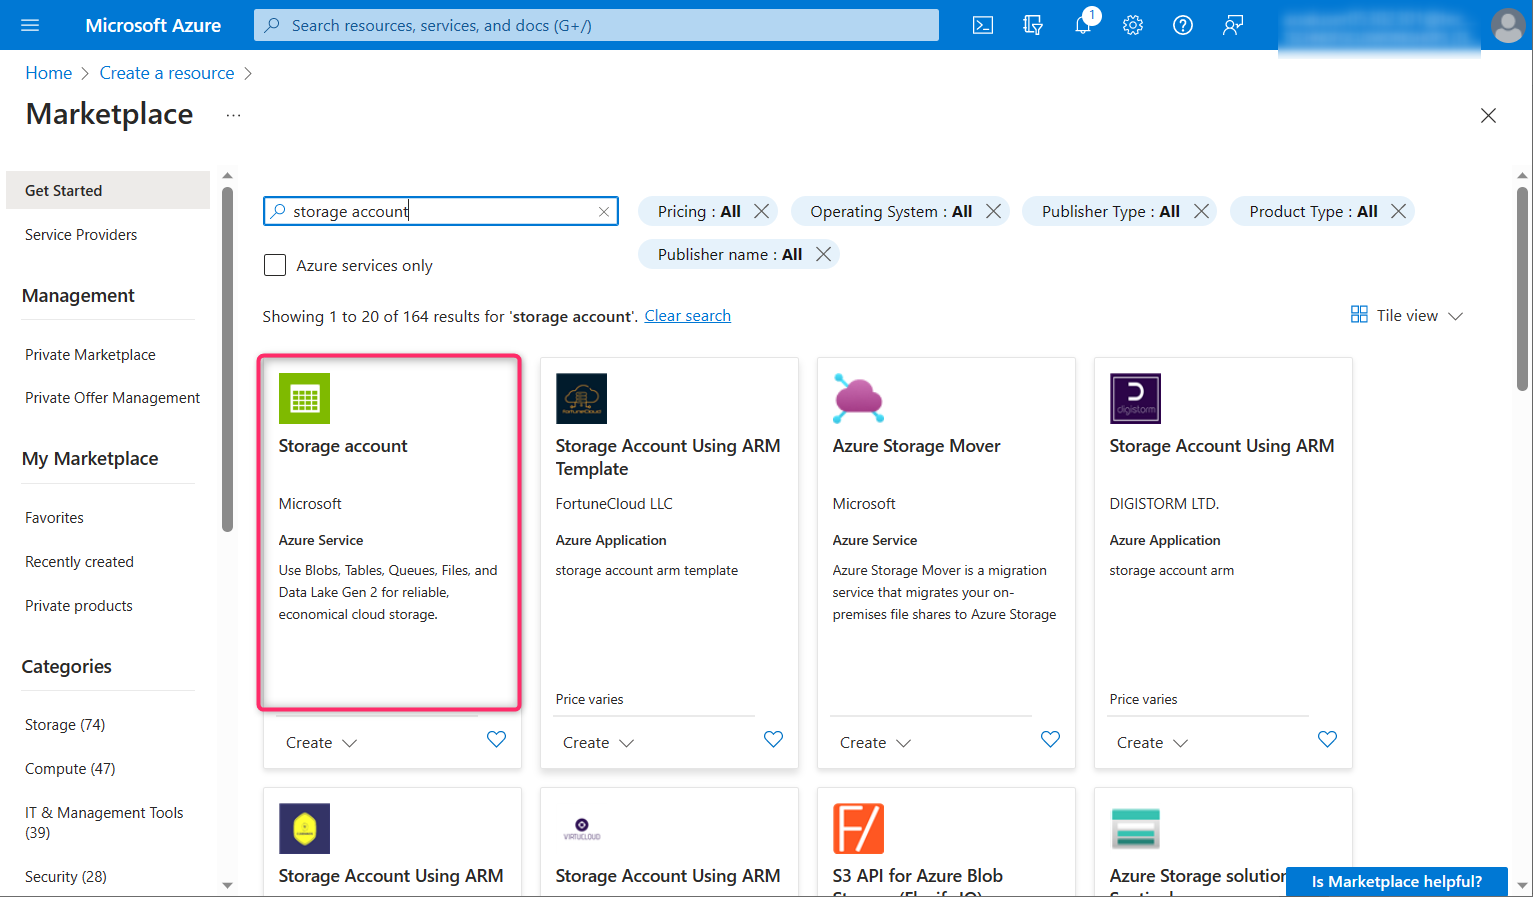 Microsoft Azure
Search resources, services, and docs (G+/)
1
Home
Create a resource
Marketplace
...
Get Started
Service Providers
Management
Private Marketplace
Private Offer Management
My Marketplace
Favorites
Recently created
Private products
Categories
Storage (74)
Compute (47)
IT & Management Tools
(39)
Security (28)
storage account
Pricing : All
Operating System : All
Publisher Type : All
Product Type : All
Publisher name : All
Azure services only
Showing 1 to 20 of 164 results for 'storage account'. Clear search
Tile view
Storage account
Microsoft
Azure Service
Use Blobs, Tables, Queues, Files, and
Data Lake Gen 2 for reliable,
economical cloud storage.
Create
FortuneCloud
Storage Account Using ARM
Template
FortuneCloud LLC
Azure Application
storage account arm template
Price varies
Create
Azure Storage Mover
Microsoft
Azure Service
Azure Storage Mover is a migration
service that migrates your on-
premises file shares to Azure Storage
Create
digistorm
Storage Account Using ARM
DIGISTORM LTD.
Azure Application
storage account arm
Price varies
Create
Storage Account Using ARM
VIRTUCLOUD
Storage Account Using ARM
F/
S3 API for Azure Blob
Azure Storage solution
Is Marketplace helpful?